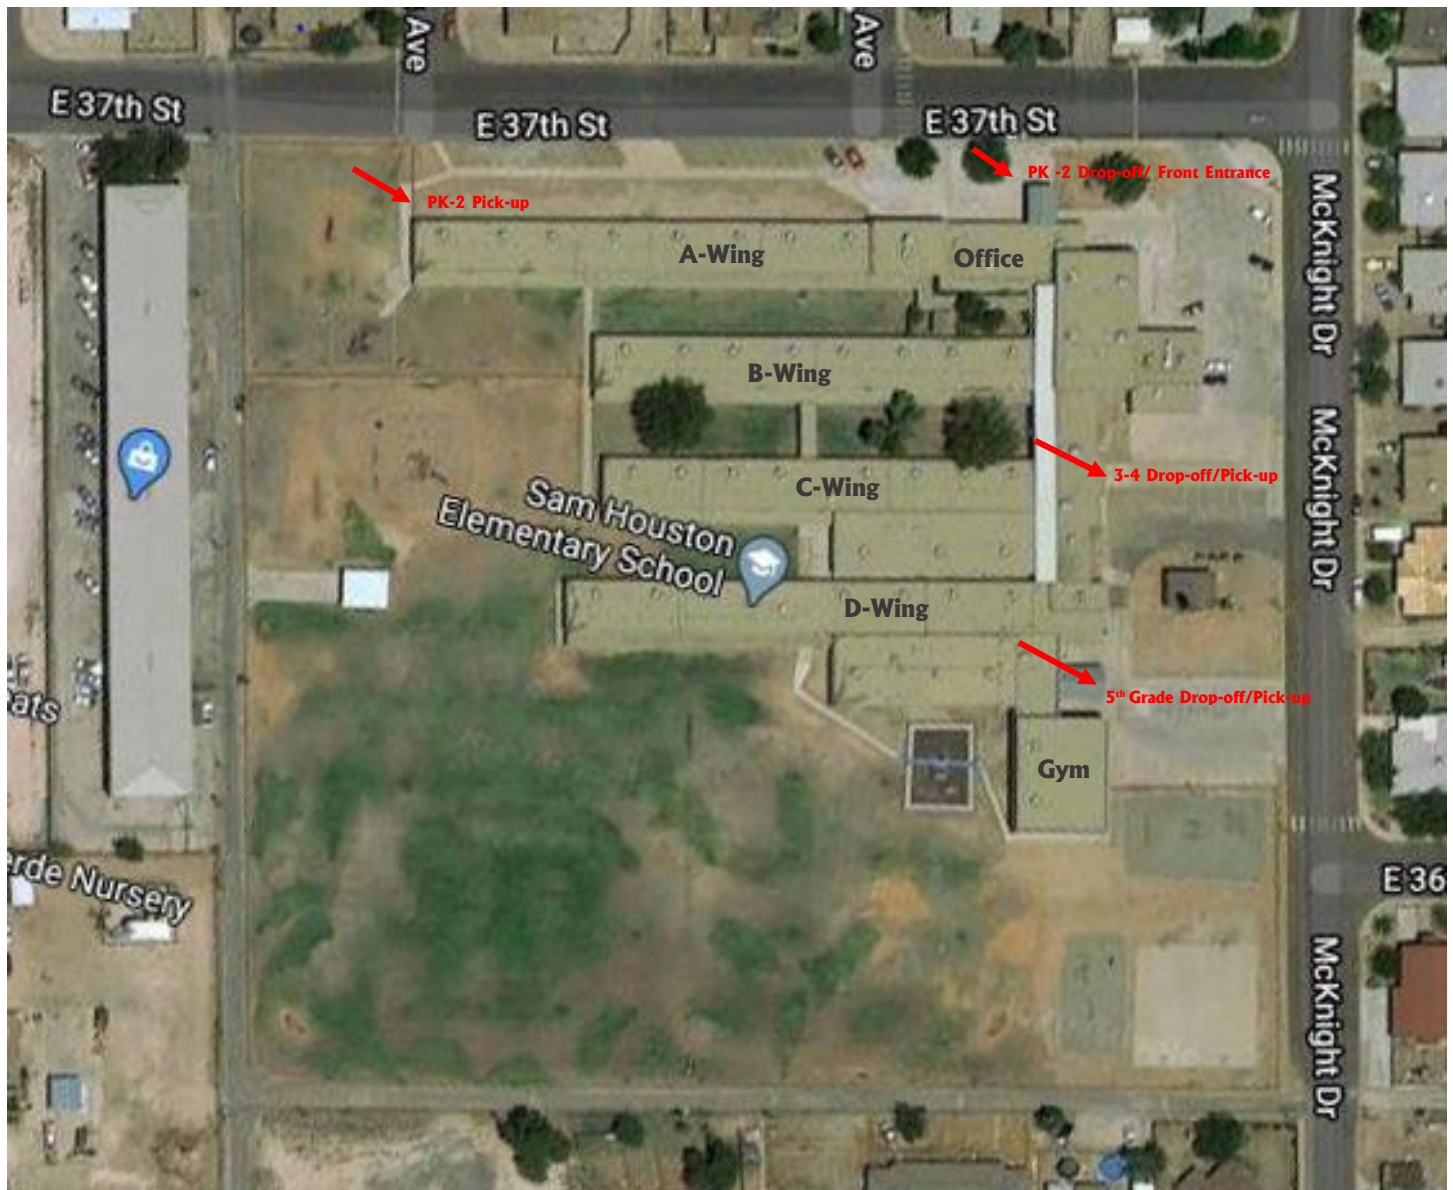 Ave
Ave
E 37th St
E 37th St
E 37th St
PK -2 Drop-off/ Front Entrance
PK-2 Pick-up
A-Wing
Office
McKnight Dr
B-Wing
McKnight Dr
3-4 Drop-off/Pick-up
C-Wing
Sam Houston
Elementary School
D-Wing
5th Grade Drop-off/Pick-up
Gym
Nursery
E 36
McKnight Dr